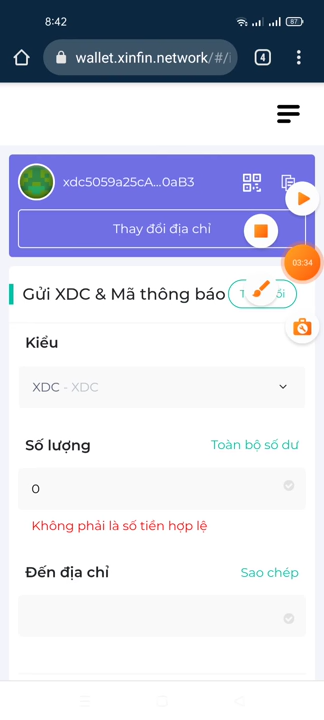 8:42
87
wallet.xinfin.network/#/
4
xdc5059a25cA...0aB3
Thay đổi địa chỉ
03:34
Gửi XDC & Mã thông báo
Kiểu
XDC - XDC
Số lượng
Toàn bộ số dư
0
Không phải là số tiền hợp lệ
Đến địa chỉ
Sao chép